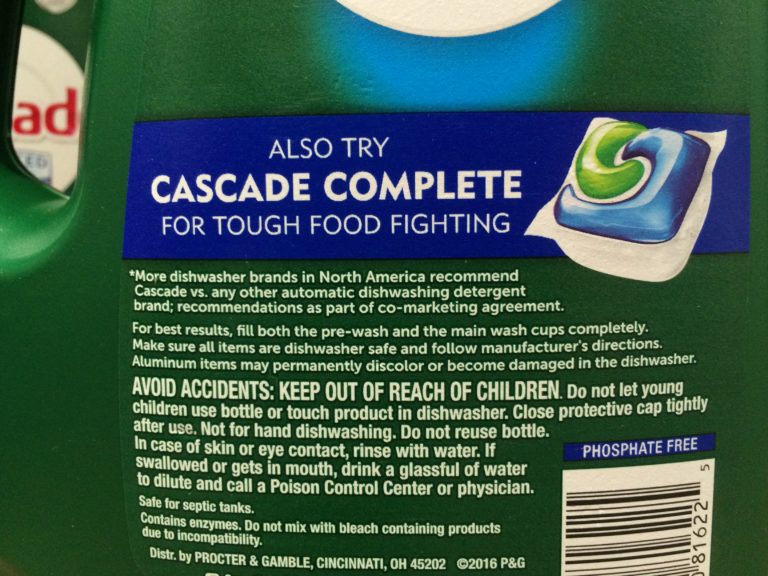 ad
ALSO TRY
CASCADE COMPLETE
FOR TOUGH FOOD FIGHTING
*More dishwasher brands in North America recommend
Cascade vs. any other automatic dishwashing detergent
brand; recommendations as part of co-marketing agreement.
For best results, fill both the pre-wash and the main wash cups completely.
Make sure all items are dishwasher safe and follow manufacturer's directions.
Aluminum items may permanently discolor or become damaged in the dishwasher.
AVOID ACCIDENTS: KEEP OUT OF REACH OF CHILDREN. Do not let young
children use bottle or touch product in dishwasher. Close protective cap tightly
after use. Not for hand dishwashing. Do not reuse bottle.
In case of skin or eye contact, rinse with water. If
swallowed or gets in mouth, drink a glassful of water
to dilute and call a Poison Control Center or physician.
Safe for septic tanks.
Contains enzymes. Do not mix with bleach containing products
due to incompatibility.
Distr. by PROCTER & GAMBLE, CINCINNATI, OH 45202 ©2016 P&G
PHOSPHATE FREE
81622 5